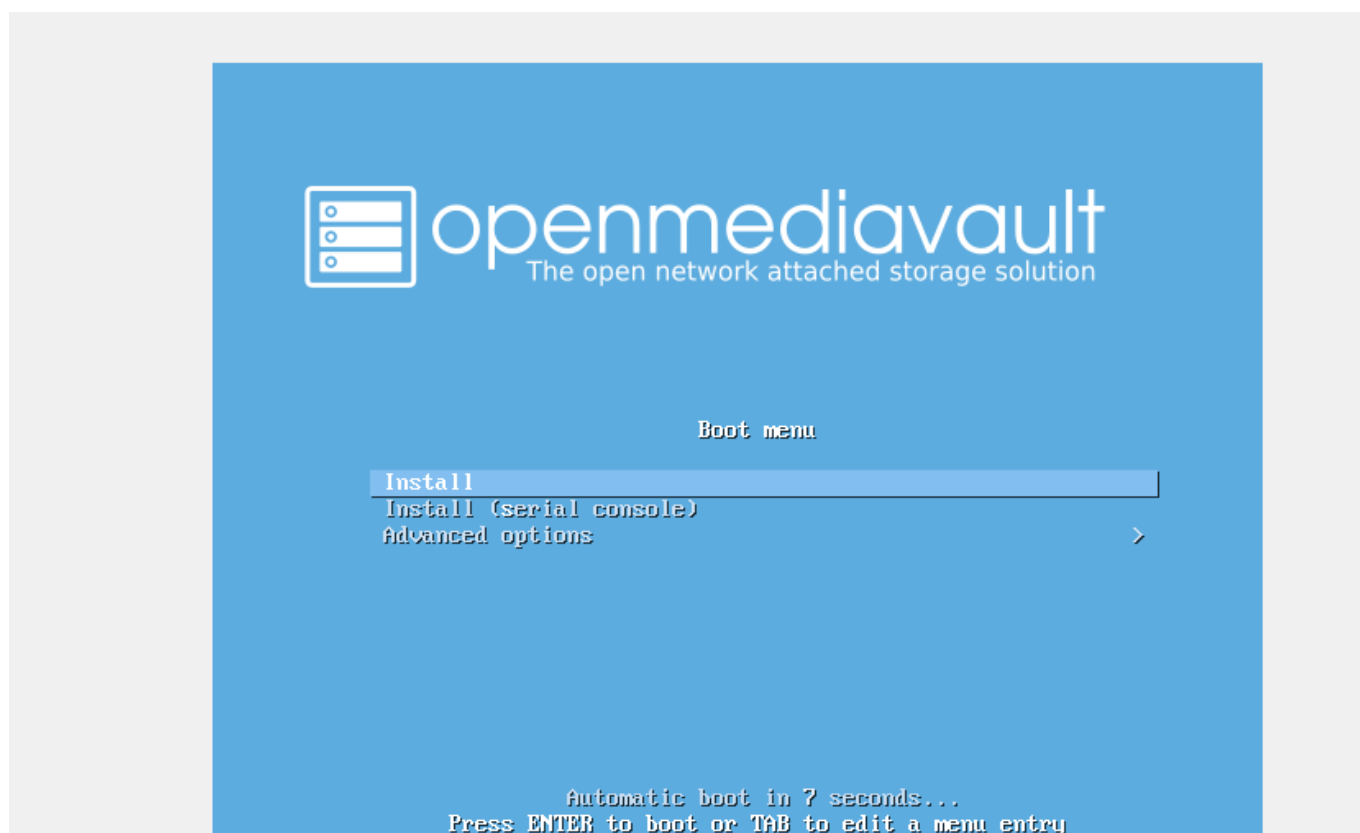 openmediavault
The open network attached storage solution
Boot menu
Install
Install (serial console)
Advanced options >
Automatic boot in 7 seconds...
Press ENTER to boot or TAB to edit a menu entry